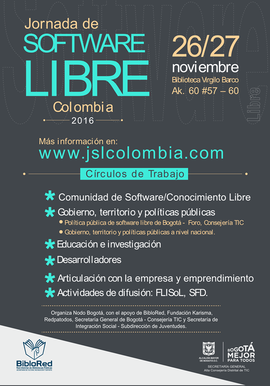 Jornada de
SOFTWARE
LIBRE
Colombia
2016
26/27
noviembre
Biblioteca Virgilio Barco
Ak. 60 #57 – 60
Libre
Más información en:
www.jslcolombia.com
Círculos de Trabajo
Comunidad de Software/Conocimiento Libre
Gobierno, territorio y políticas públicas
Política pública de software libre de Bogotá - Foro, Consejería TIC
Gobierno, territorio y políticas públicas a nivel nacional.
Educación e investigación
Desarrolladores
Articulación con la empresa y emprendimiento
Actividades de difusión: FLISoL, SFD.
Organiza Nodo Bogotá, con el apoyo de BibloRed, Fundación Karisma,
Redpalodos, Secretaría General de Bogotá - Consejería TIC y Secretaría de
Integración Social - Subdirección de Juventudes.
BibloRed
BOGOTÁ
MEJOR
PARA TODOS
SECRETARÍA GENERAL